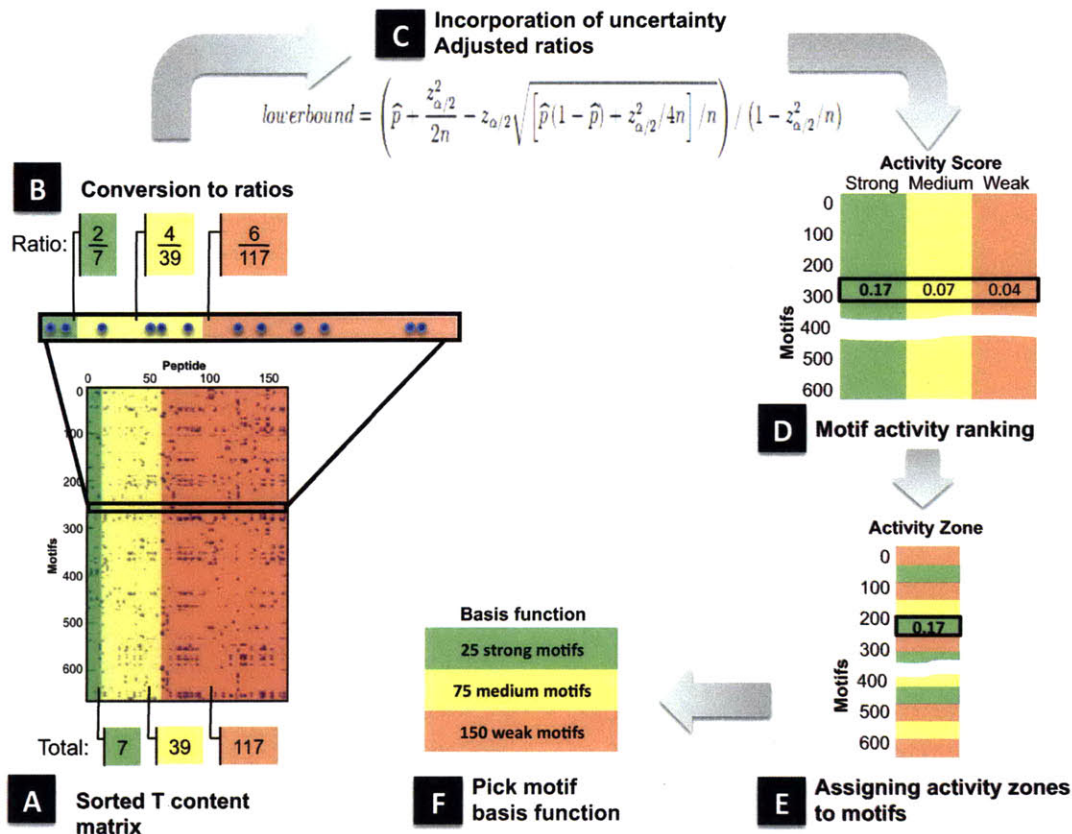 C Incorporation of uncertainty
Adjusted ratios
lowerbound = ( p̂ + z²_{α/2} / 2n − z_{α/2} √( [ p̂(1 − p̂) + z²_{α/2}/4n ] /n ) ) / (1 − z²_{α/2}/n)
B Conversion to ratios
Ratio: 2/7 4/39 6/117
Peptide
0 50 100 150
Motifs
0
100
200
300
400
500
600
Total: 7 39 117
A Sorted T content
matrix
Activity Score
Strong Medium Weak
Motifs
0
100
200
300 0.17 0.07 0.04
400
500
600
D Motif activity ranking
Activity Zone
Motifs
0
100
200 0.17
300
400
500
600
E Assigning activity zones
to motifs
Basis function
25 strong motifs
75 medium motifs
150 weak motifs
F Pick motif
basis function